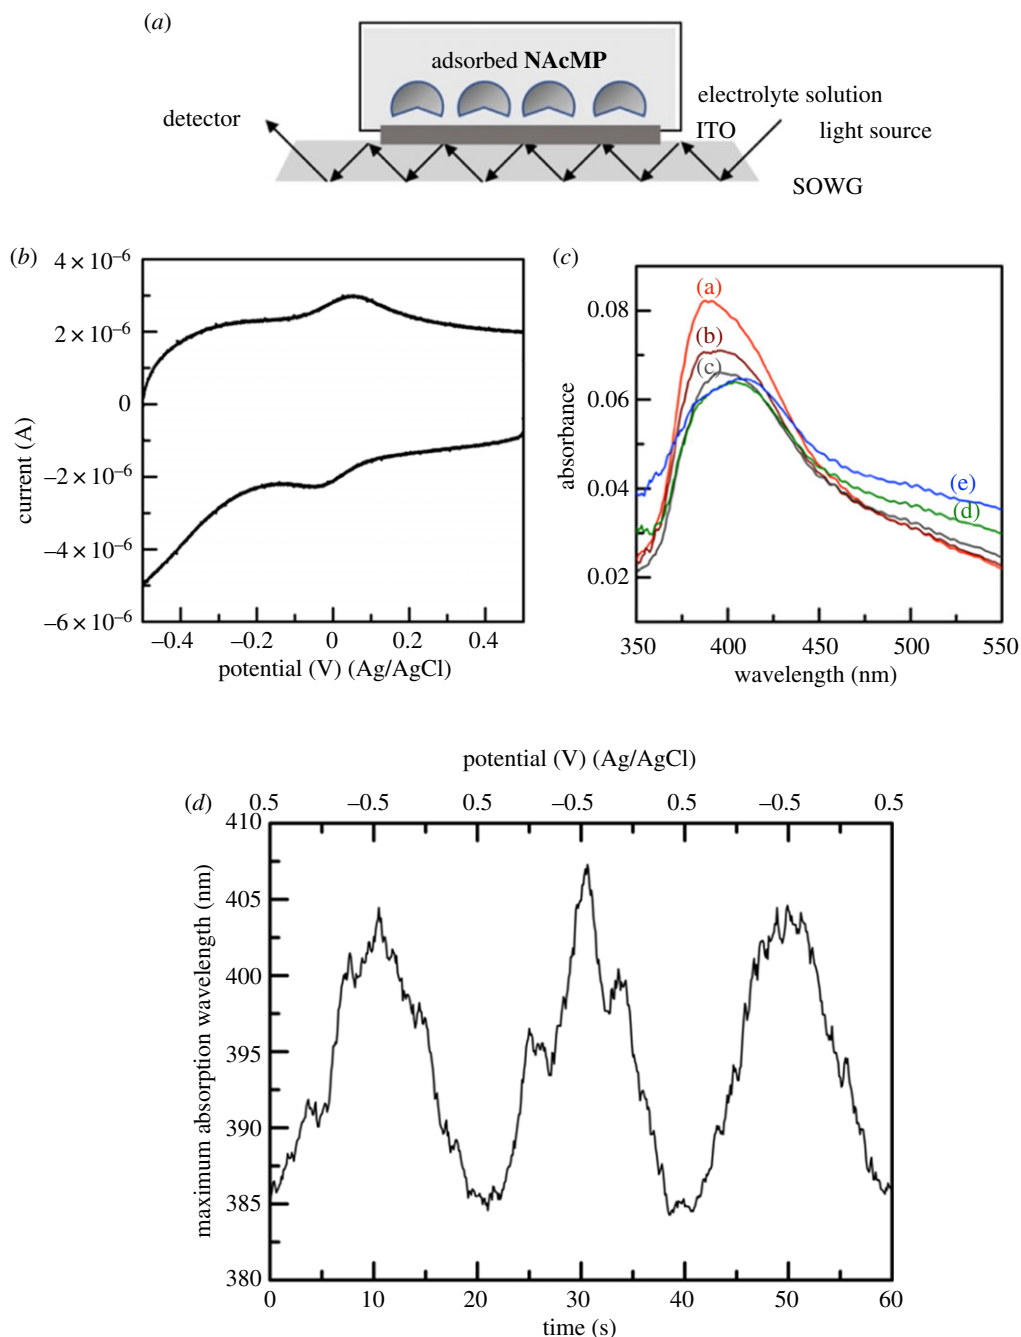 (a)
adsorbed NAcMP
electrolyte solution
detector
ITO
light source
SOWG
(b)
4 × 10⁻⁶
2 × 10⁻⁶
0
–2 × 10⁻⁶
–4 × 10⁻⁶
–6 × 10⁻⁶
current (A)
–0.4 –0.2 0 0.2 0.4
potential (V) (Ag/AgCl)
(c)
0.08
0.06
0.04
0.02
absorbance
(a)
(b)
(c)
(e)
(d)
350 400 450 500 550
wavelength (nm)
potential (V) (Ag/AgCl)
(d)
0.5 –0.5 0.5 –0.5 0.5 –0.5 0.5
410
405
400
395
390
385
380
maximum absorption wavelength (nm)
0 10 20 30 40 50 60
time (s)